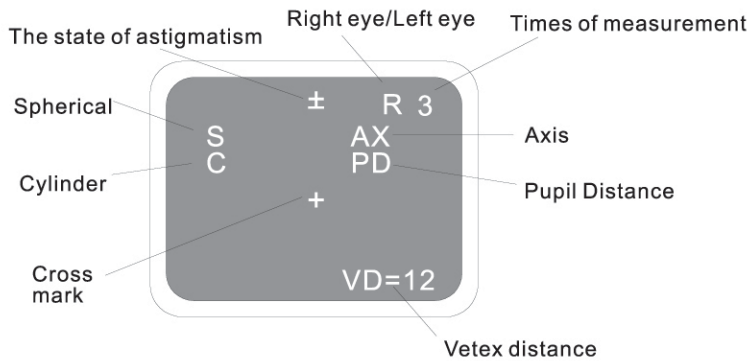 Right eye/Left eye
Times of measurement
The state of astigmatism
± R 3
Spherical
S AX
Axis
C PD
Cylinder
Pupil Distance
+
Cross
mark
VD=12
Vetex distance